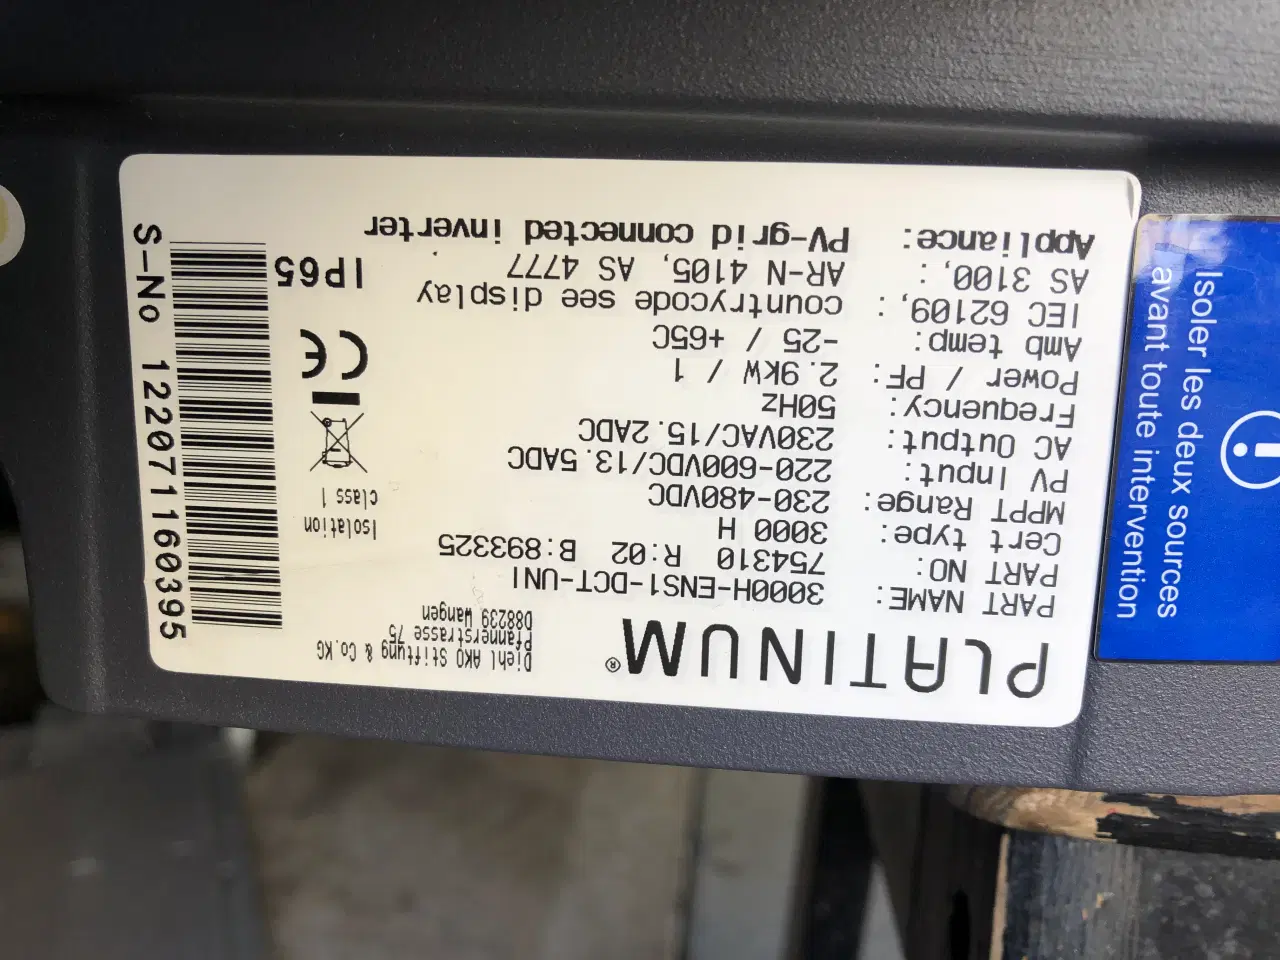 PLATINUM®
Diehl AKO Stiftung & Co.KG
Pfannerstrasse 75
D88239 Wangen
PART NAME: 3000H-ENS1-DCT-UNI
PART NO: 754310 R:02 B:893325
Cert type: 3000 H
MPPT Range: 230-480VDC
PV Input: 220-600VDC/13.5ADC
AC Output: 230VAC/15.2ADC
Frequency: 50Hz
Power / PF: 2.9kW / 1
Amb temp: -25 / +65C
IEC 62109, : countrycode see display
AS 3100, : AR-N 4105, AS 4777
Appliance: PV-grid connected inverter
Isolation
class 1
CE
IP65
S-No 122071160395
Isoler les deux sources
avant toute intervention